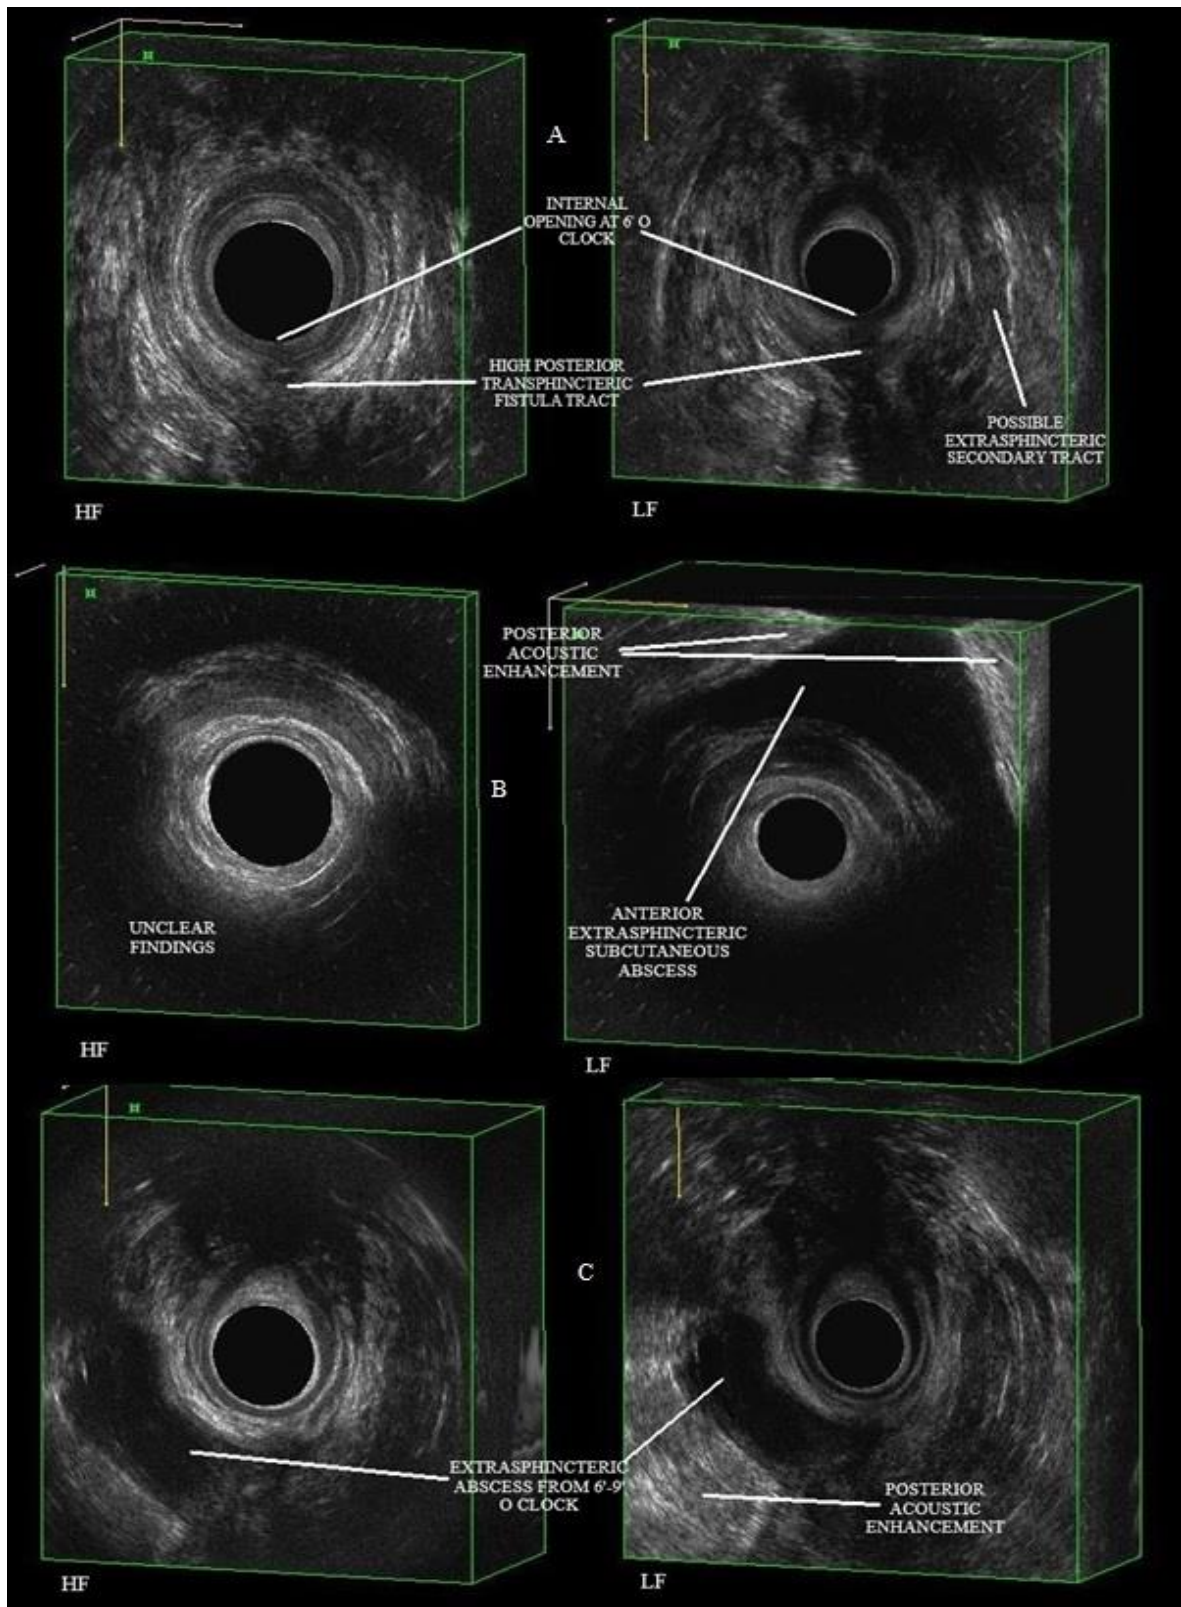 A
INTERNAL
OPENING AT 6' O
CLOCK
HIGH POSTERIOR
TRANSPHINCTERIC
FISTULA TRACT
POSSIBLE
EXTRASPHINCTERIC
SECONDARY TRACT
HF
LF
POSTERIOR
ACOUSTIC
ENHANCEMENT
B
UNCLEAR
FINDINGS
ANTERIOR
EXTRASPHINCTERIC
SUBCUTANEOUS
ABSCESS
HF
LF
C
EXTRASPHINCTERIC
ABSCESS FROM 6'-9'
O CLOCK
POSTERIOR
ACOUSTIC
ENHANCEMENT
HF
LF